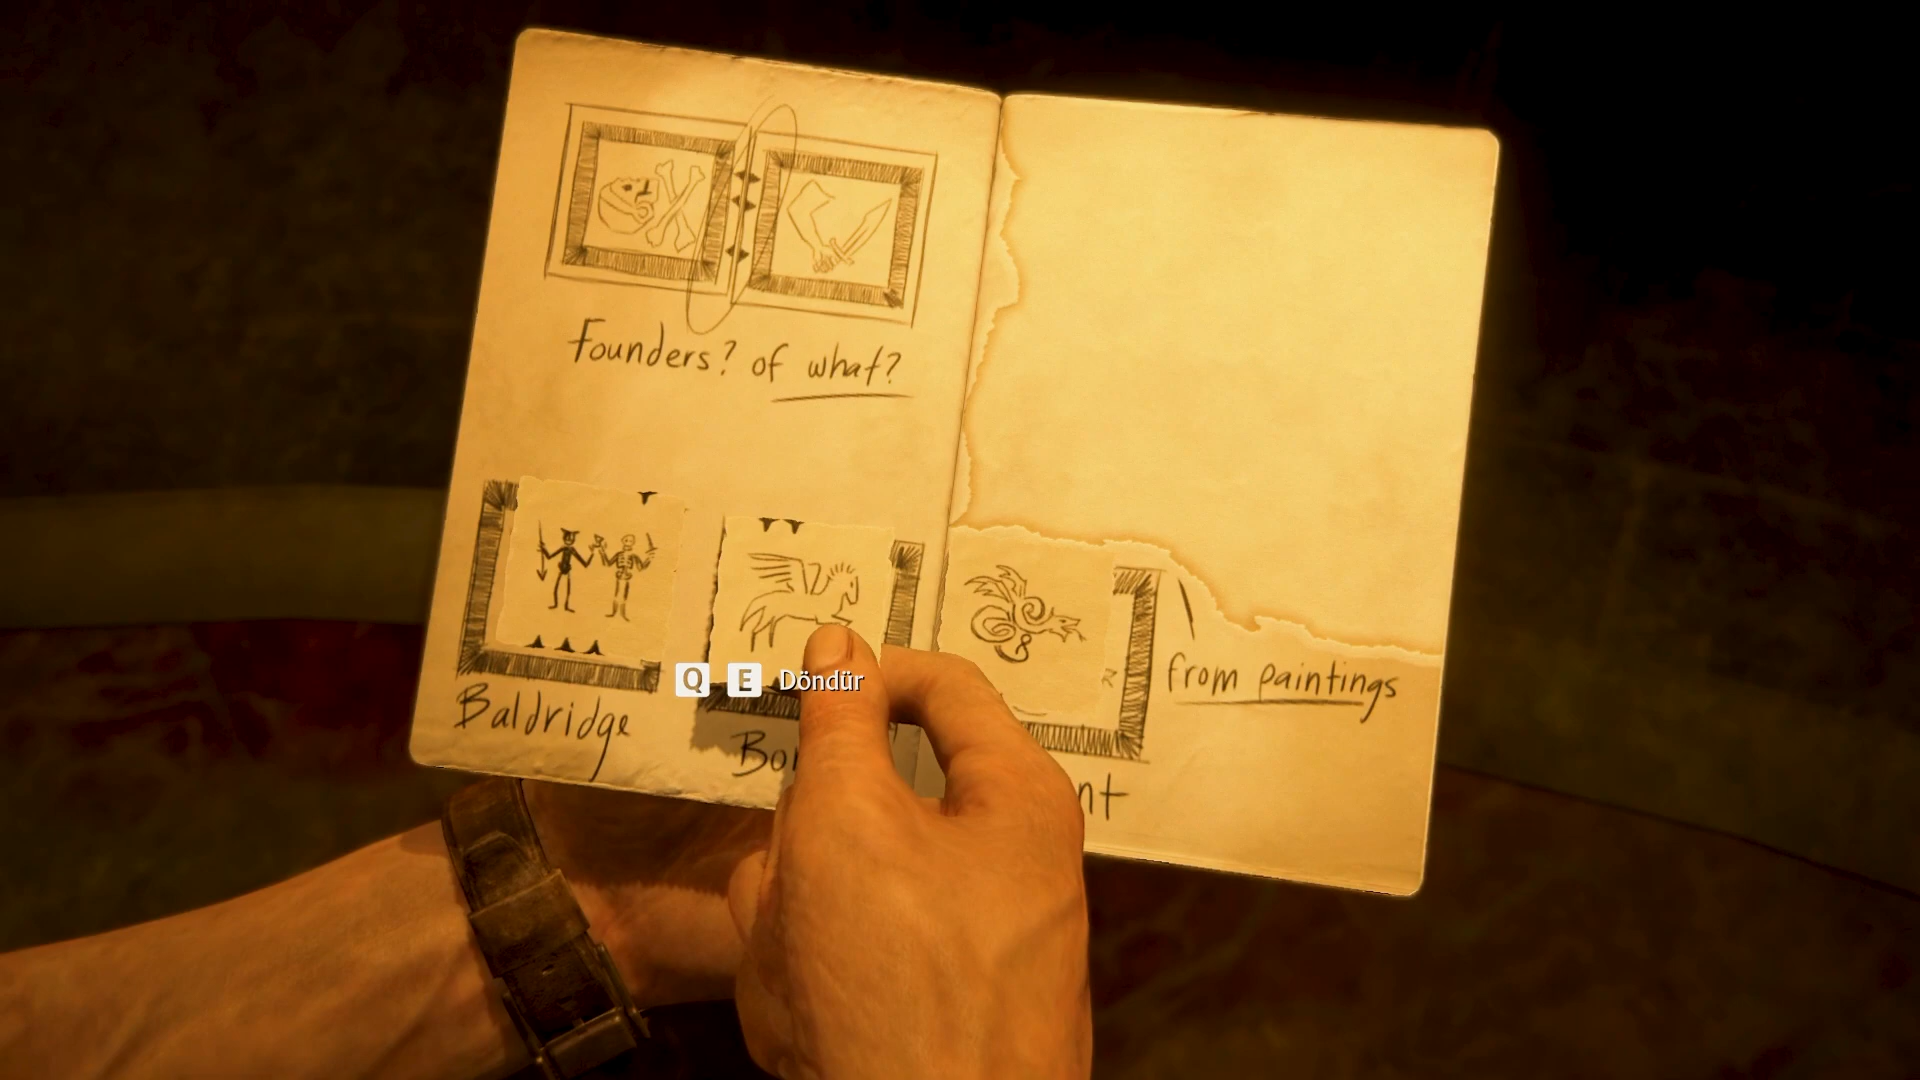 Founders? of what?
Baldridge
from paintings
Q E Döndür